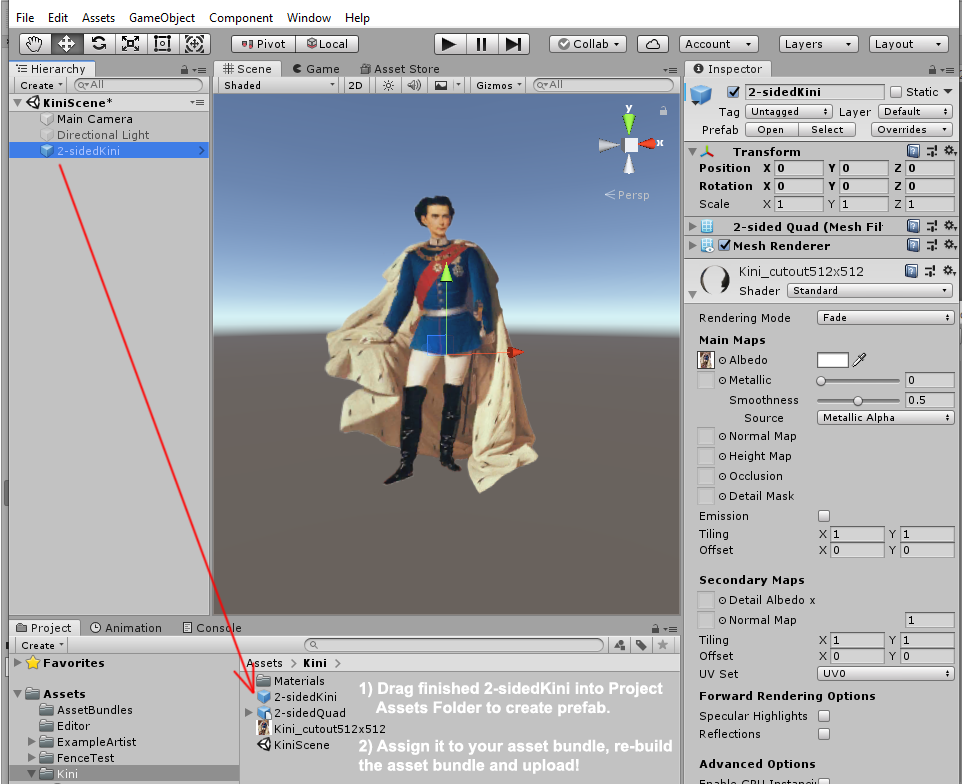 File Edit Assets GameObject Component Window Help
Pivot Local Collab Account Layers Layout
Hierarchy
Create All
KiniScene*
Main Camera
Directional Light
2-sidedKini
Scene Game Asset Store
Shaded 2D Gizmos All
y
x
Persp
Inspector
2-sidedKini Static
Tag Untagged Layer Default
Prefab Open Select Overrides
Transform
Position X 0 Y 0 Z 0
Rotation X 0 Y 0 Z 0
Scale X 1 Y 1 Z 1
2-sided Quad (Mesh Fil
Mesh Renderer
Kini_cutout512x512
Shader Standard
Rendering Mode Fade
Main Maps
Albedo
Metallic 0
Smoothness 0.5
Source Metallic Alpha
Normal Map
Height Map
Occlusion
Detail Mask
Emission
Tiling X 1 Y 1
Offset X 0 Y 0
Secondary Maps
Detail Albedo x
Normal Map 1
Tiling X 1 Y 1
Offset X 0 Y 0
UV Set UV0
Forward Rendering Options
Specular Highlights
Reflections
Advanced Options
Project Animation Console
Create
Favorites
Assets
AssetBundles
Editor
ExampleArtist
FenceTest
Kini
Assets > Kini >
Materials
2-sidedKini
2-sidedQuad
Kini_cutout512x512
KiniScene
1) Drag finished 2-sidedKini into Project
Assets Folder to create prefab.
2) Assign it to your asset bundle, re-build
the asset bundle and upload!